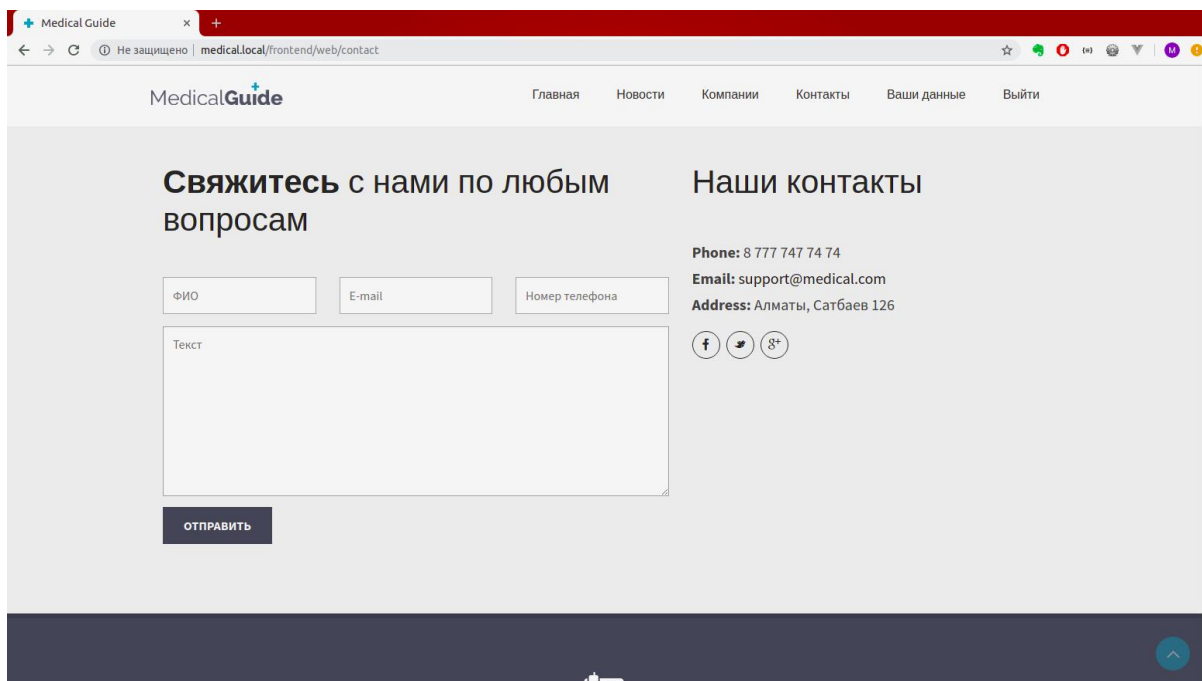 Medical Guide
Не защищено | medical.local/frontend/web/contact
MedicalGuide
Главная Новости Компании Контакты Ваши данные Выйти
Свяжитесь с нами по любым
вопросам
ФИО E-mail Номер телефона
Текст
ОТПРАВИТЬ
Наши контакты
Phone: 8 777 747 74 74
Email: support@medical.com
Address: Алматы, Сатбаев 126